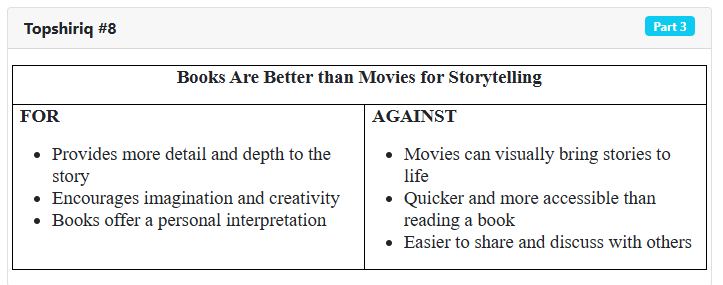 Topshiriq #8
Part 3
Books Are Better than Movies for Storytelling
FOR
• Provides more detail and depth to the
story
• Encourages imagination and creativity
• Books offer a personal interpretation
AGAINST
• Movies can visually bring stories to
life
• Quicker and more accessible than
reading a book
• Easier to share and discuss with others